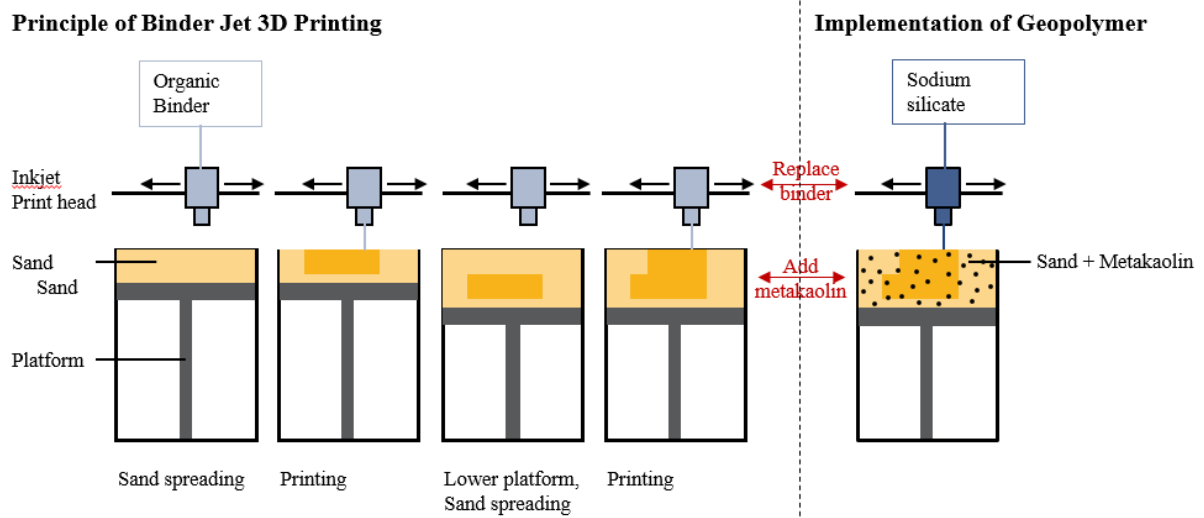 Principle of Binder Jet 3D Printing
Implementation of Geopolymer
Organic
Binder
Sodium
silicate
Inkjet
Print head
Replace
binder
Sand
Sand
Add
metakaolin
Sand + Metakaolin
Platform
Sand spreading
Printing
Lower platform,
Sand spreading
Printing